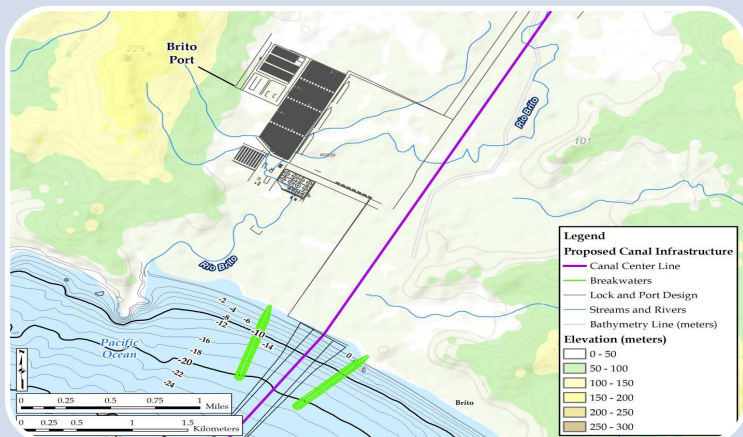 229
Brito
Port
Rio Brito
101
Rio Brito
-2
-4
-6
-8
-10
-12
-14
-16
-18
-20
-22
-24
0
Pacific
Ocean
Brito
N
0 0.25 0.5 0.75 1
Miles
0 0.25 0.5 1 1.5
Kilometers
Legend
Proposed Canal Infrastructure
Canal Center Line
Breakwaters
Lock and Port Design
Streams and Rivers
Bathymetry Line (meters)
Elevation (meters)
0 - 50
50 - 100
100 - 150
150 - 200
200 - 250
250 - 300